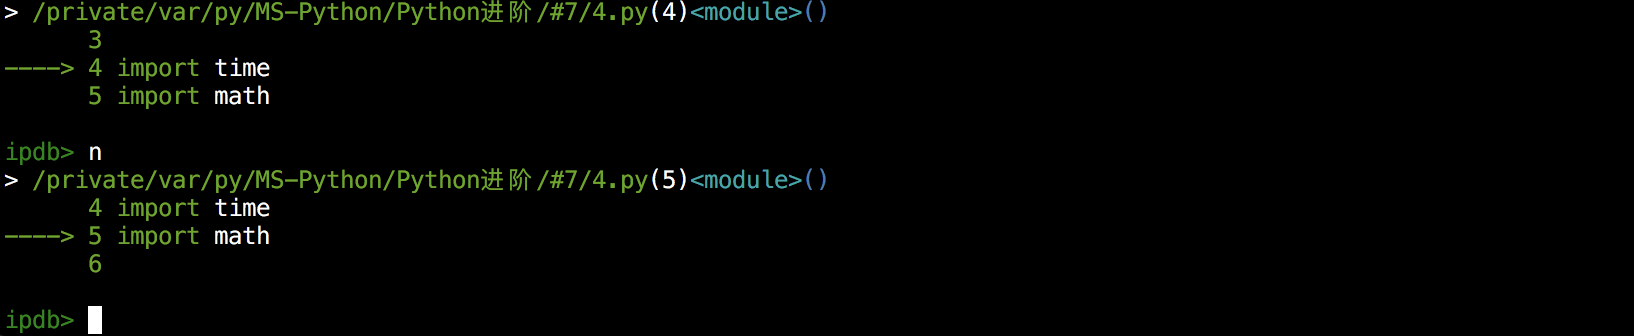 > /private/var/py/MS-Python/Python进阶/#7/4.py(4)<module>()
      3
----> 4 import time
      5 import math

ipdb> n
> /private/var/py/MS-Python/Python进阶/#7/4.py(5)<module>()
      4 import time
----> 5 import math
      6

ipdb>